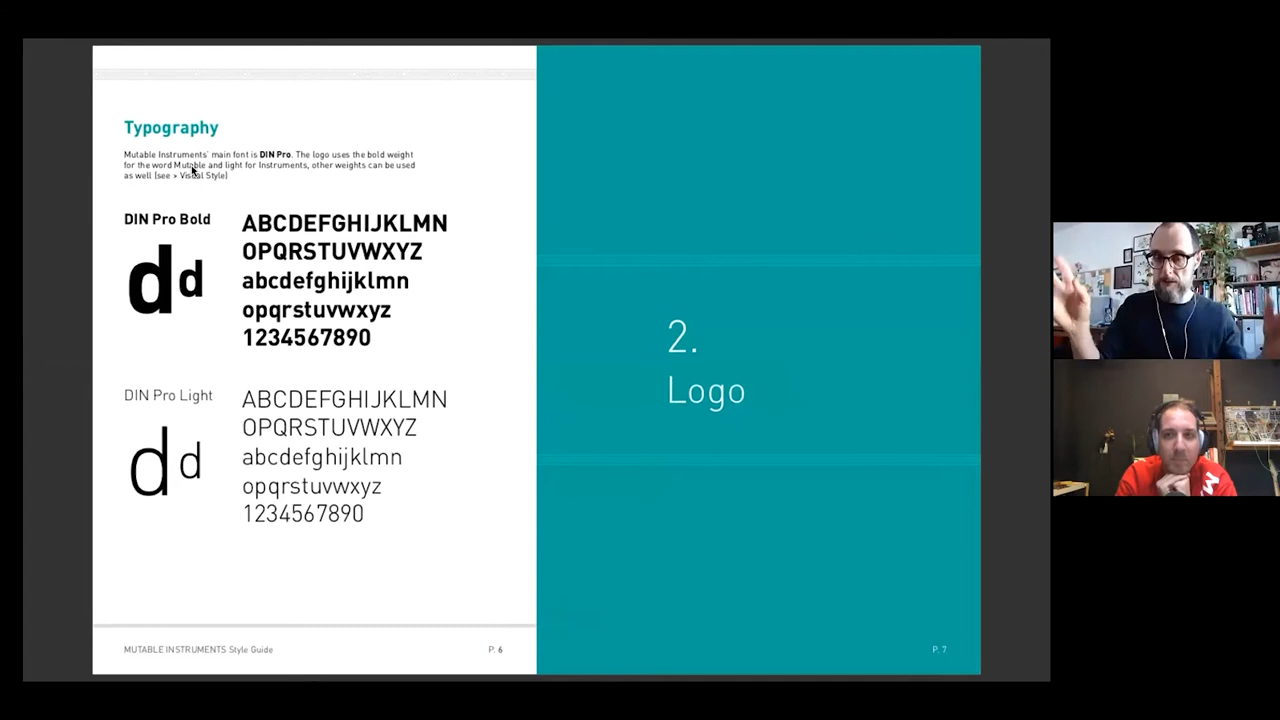 Typography
Mutable Instruments' main font is DIN Pro. The logo uses the bold weight
for the word Mutable and light for Instruments, other weights can be used
as well (see > Visual Style)
DIN Pro Bold
dd
ABCDEFGHIJKLMN
OPQRSTUVWXYZ
abcdefghijklmn
opqrstuvwxyz
1234567890
DIN Pro Light
dd
ABCDEFGHIJKLMN
OPQRSTUVWXYZ
abcdefghijklmn
opqrstuvwxyz
1234567890
MUTABLE INSTRUMENTS Style Guide
P. 6
2.
Logo
P. 7